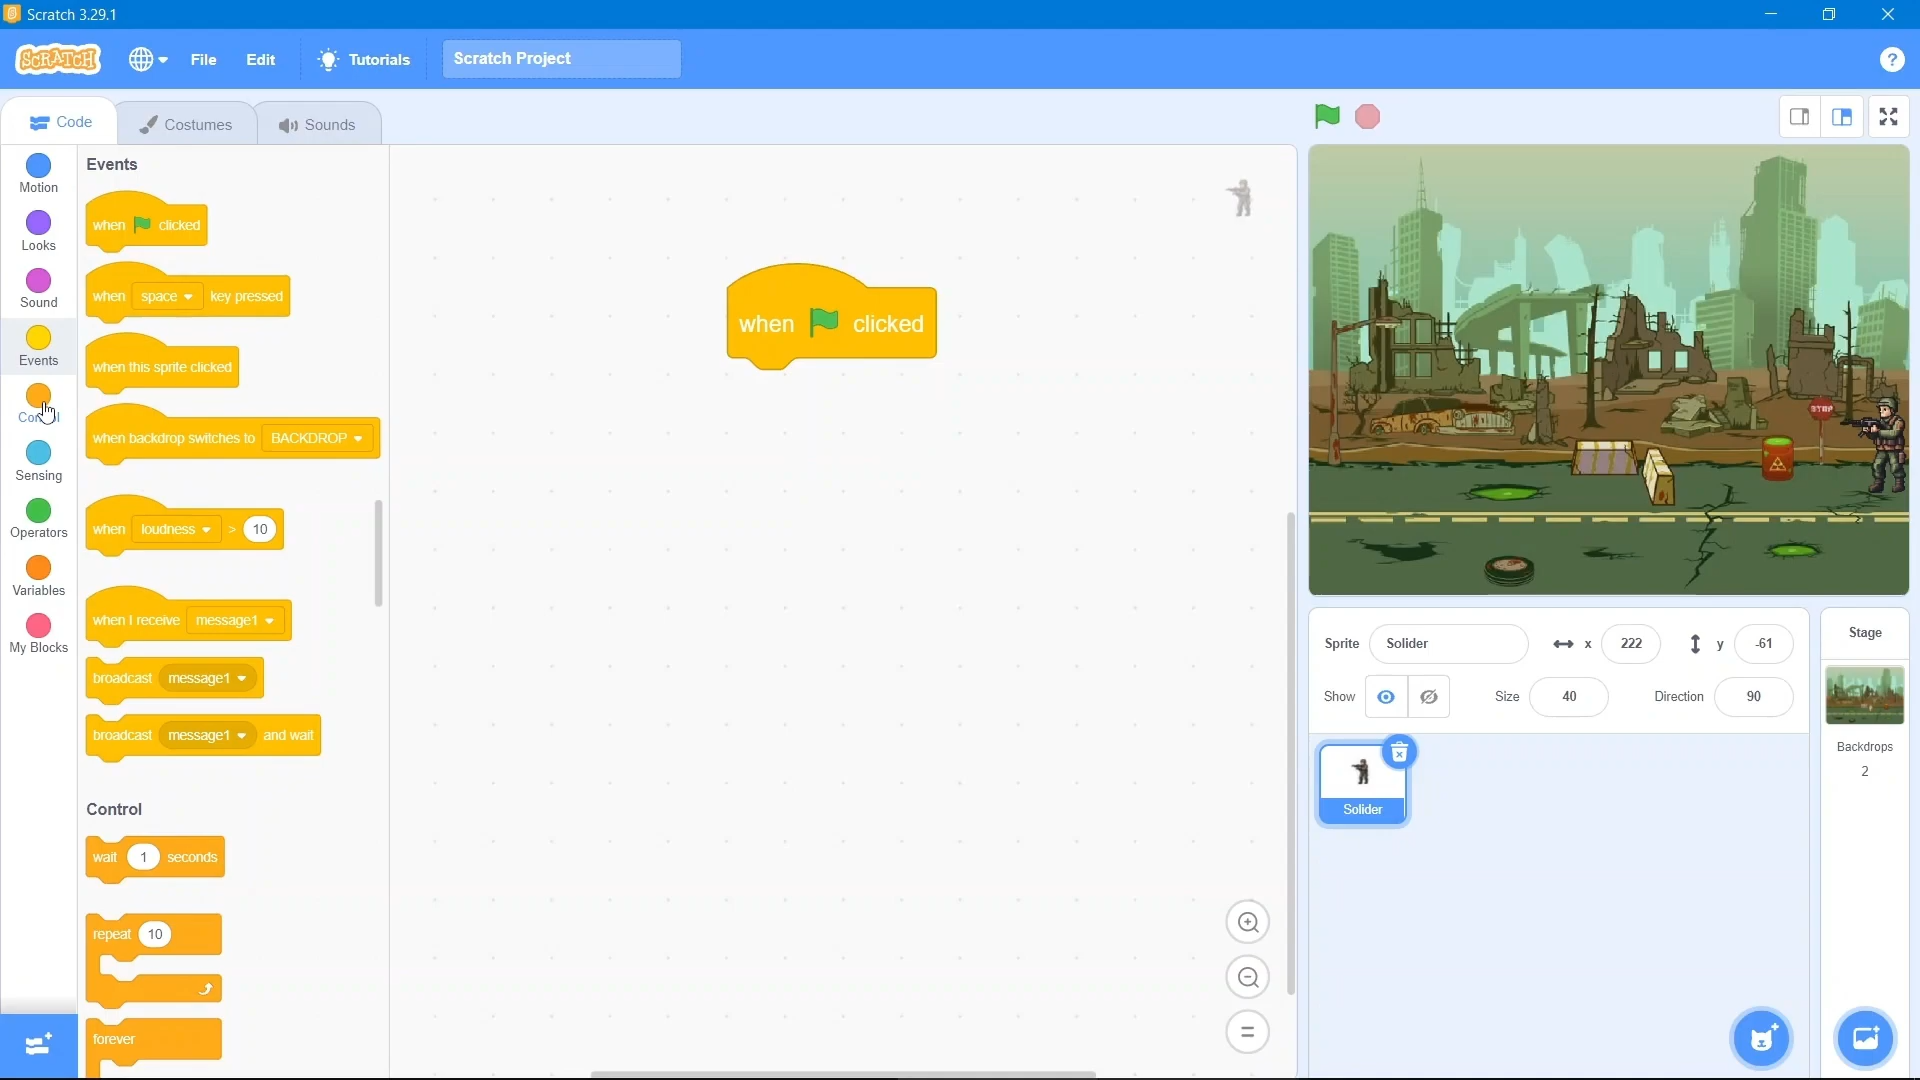 Scratch 3.29.1
SCRATCH File Edit Tutorials Scratch Project ?
Code Costumes Sounds
Motion
Looks
Sound
Events
Sensing
Operators
Variables
My Blocks
Events
when clicked
when space key pressed
when this sprite clicked
when backdrop switches to BACKDROP
when loudness > 10
when I receive message1
broadcast message1
broadcast message1 and wait
Control
wait 1 seconds
repeat 10
forever
when clicked
STOP
Sprite Solider x 222 y -61
Show Size 40 Direction 90
Solider
Stage
Backdrops
2